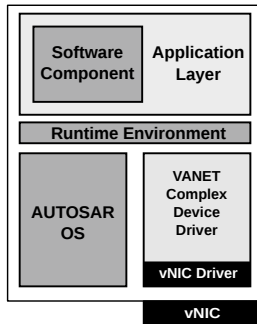 Software
Component
Application
Layer
Runtime Environment
AUTOSAR
OS
VANET
Complex
Device
Driver
vNIC Driver
vNIC